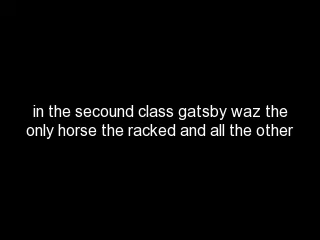 in the secound class gatsby waz the
only horse the racked and all the other